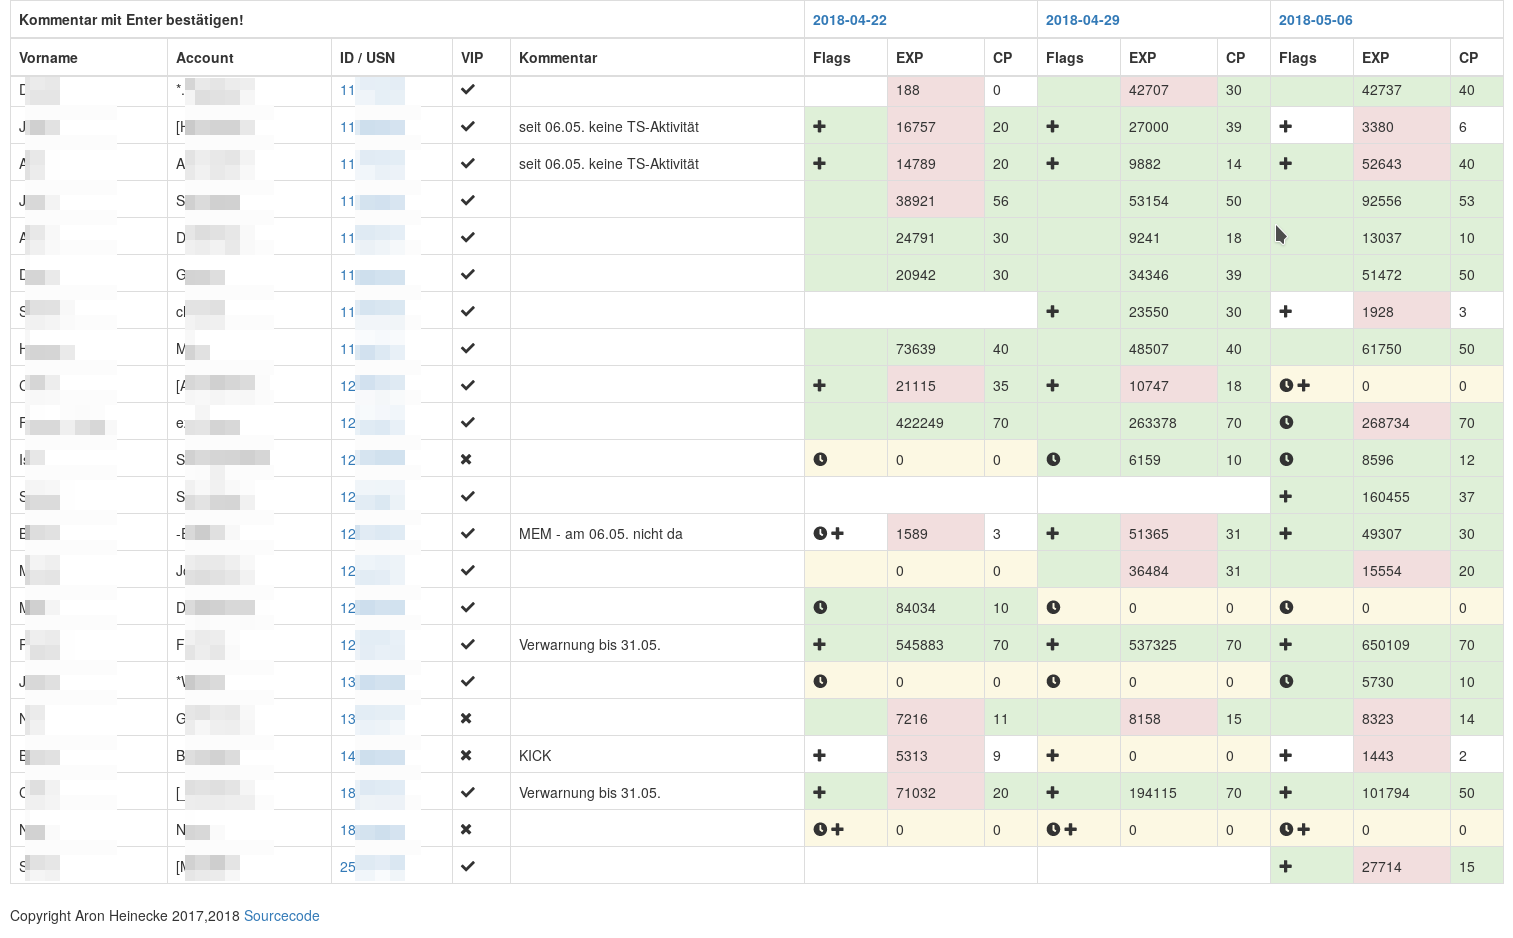 Kommentar mit Enter bestätigen! 2018-04-22 2018-04-29 2018-05-06
Vorname Account ID / USN VIP Kommentar Flags EXP CP Flags EXP CP Flags EXP CP
11 188 0 42707 30 42737 40
11 seit 06.05. keine TS-Aktivität 16757 20 27000 39 3380 6
11 seit 06.05. keine TS-Aktivität 14789 20 9882 14 52643 40
11 38921 56 53154 50 92556 53
11 24791 30 9241 18 13037 10
11 20942 30 34346 39 51472 50
11 23550 30 1928 3
11 73639 40 48507 40 61750 50
12 21115 35 10747 18 0 0
12 422249 70 263378 70 268734 70
12 0 0 6159 10 8596 12
12 160455 37
12 MEM - am 06.05. nicht da 1589 3 51365 31 49307 30
12 0 0 36484 31 15554 20
12 84034 10 0 0 0 0
12 Verwarnung bis 31.05. 545883 70 537325 70 650109 70
13 0 0 0 0 5730 10
13 7216 11 8158 15 8323 14
14 KICK 5313 9 0 0 1443 2
18 Verwarnung bis 31.05. 71032 20 194115 70 101794 50
18 0 0 0 0 0 0
25 27714 15
Copyright Aron Heinecke 2017,2018 Sourcecode